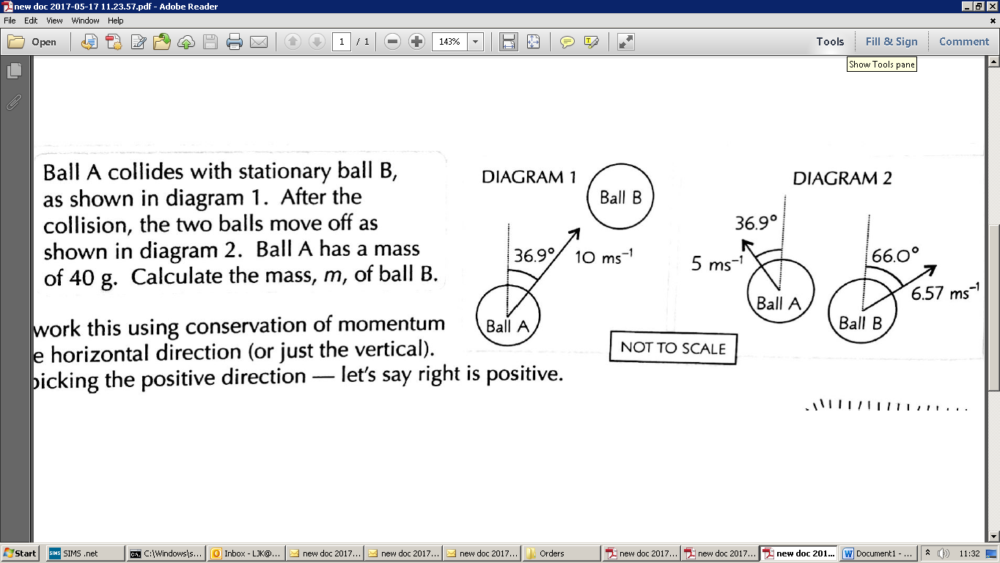 new doc 2017-05-17 11.23.57.pdf - Adobe Reader
File Edit View Window Help
Open 1 / 1 143% Tools Fill & Sign Comment
Show Tools pane
Ball A collides with stationary ball B,
as shown in diagram 1. After the
collision, the two balls move off as
shown in diagram 2. Ball A has a mass
of 40 g. Calculate the mass, m, of ball B.
work this using conservation of momentum
e horizontal direction (or just the vertical).
picking the positive direction — let's say right is positive.
DIAGRAM 1
Ball B
36.9°
10 ms⁻¹
Ball A
DIAGRAM 2
36.9°
5 ms⁻¹
Ball A
66.0°
6.57 ms⁻¹
Ball B
NOT TO SCALE
Start SIMS .net C:\Windows\s... Inbox - LJK@... new doc 2017... new doc 2017... new doc 2017... Orders new doc 2017... new doc 2017... new doc 201... Document1 - ... 11:32